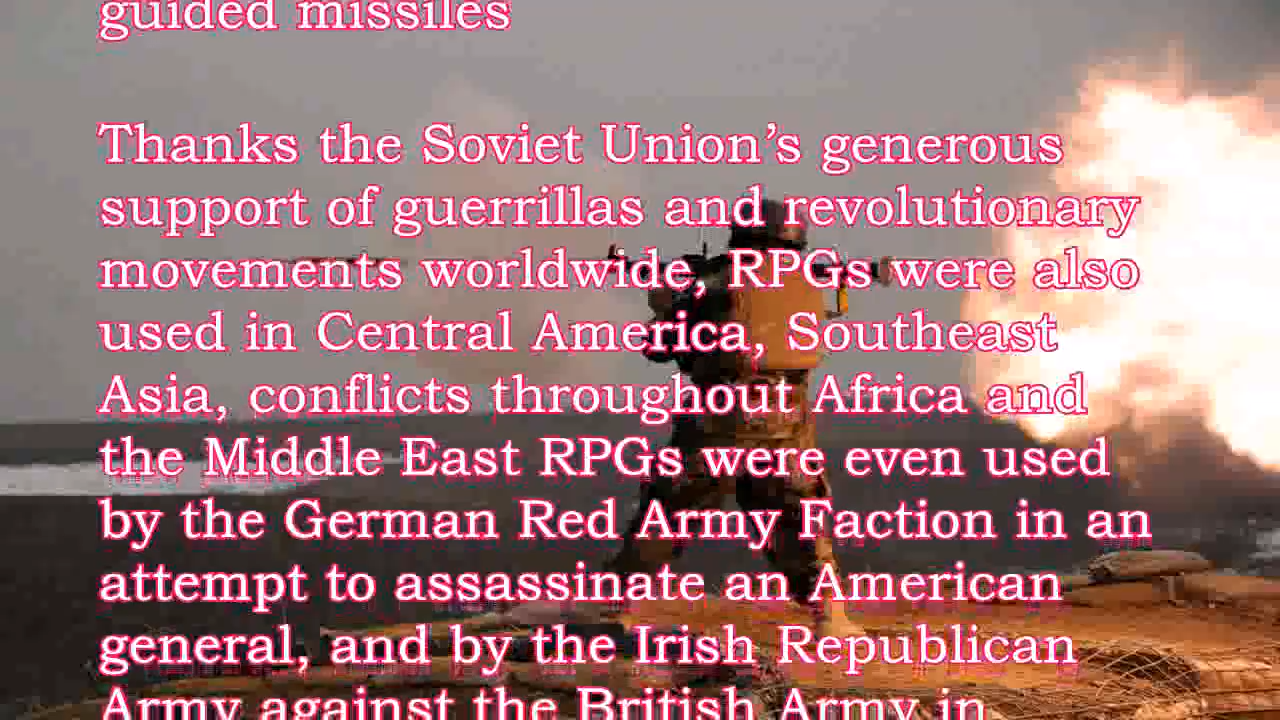 guided missiles
Thanks the Soviet Union’s generous
support of guerrillas and revolutionary
movements worldwide, RPGs were also
used in Central America, Southeast
Asia, conflicts throughout Africa and
the Middle East RPGs were even used
by the German Red Army Faction in an
attempt to assassinate an American
general, and by the Irish Republican
Army against the British Army in